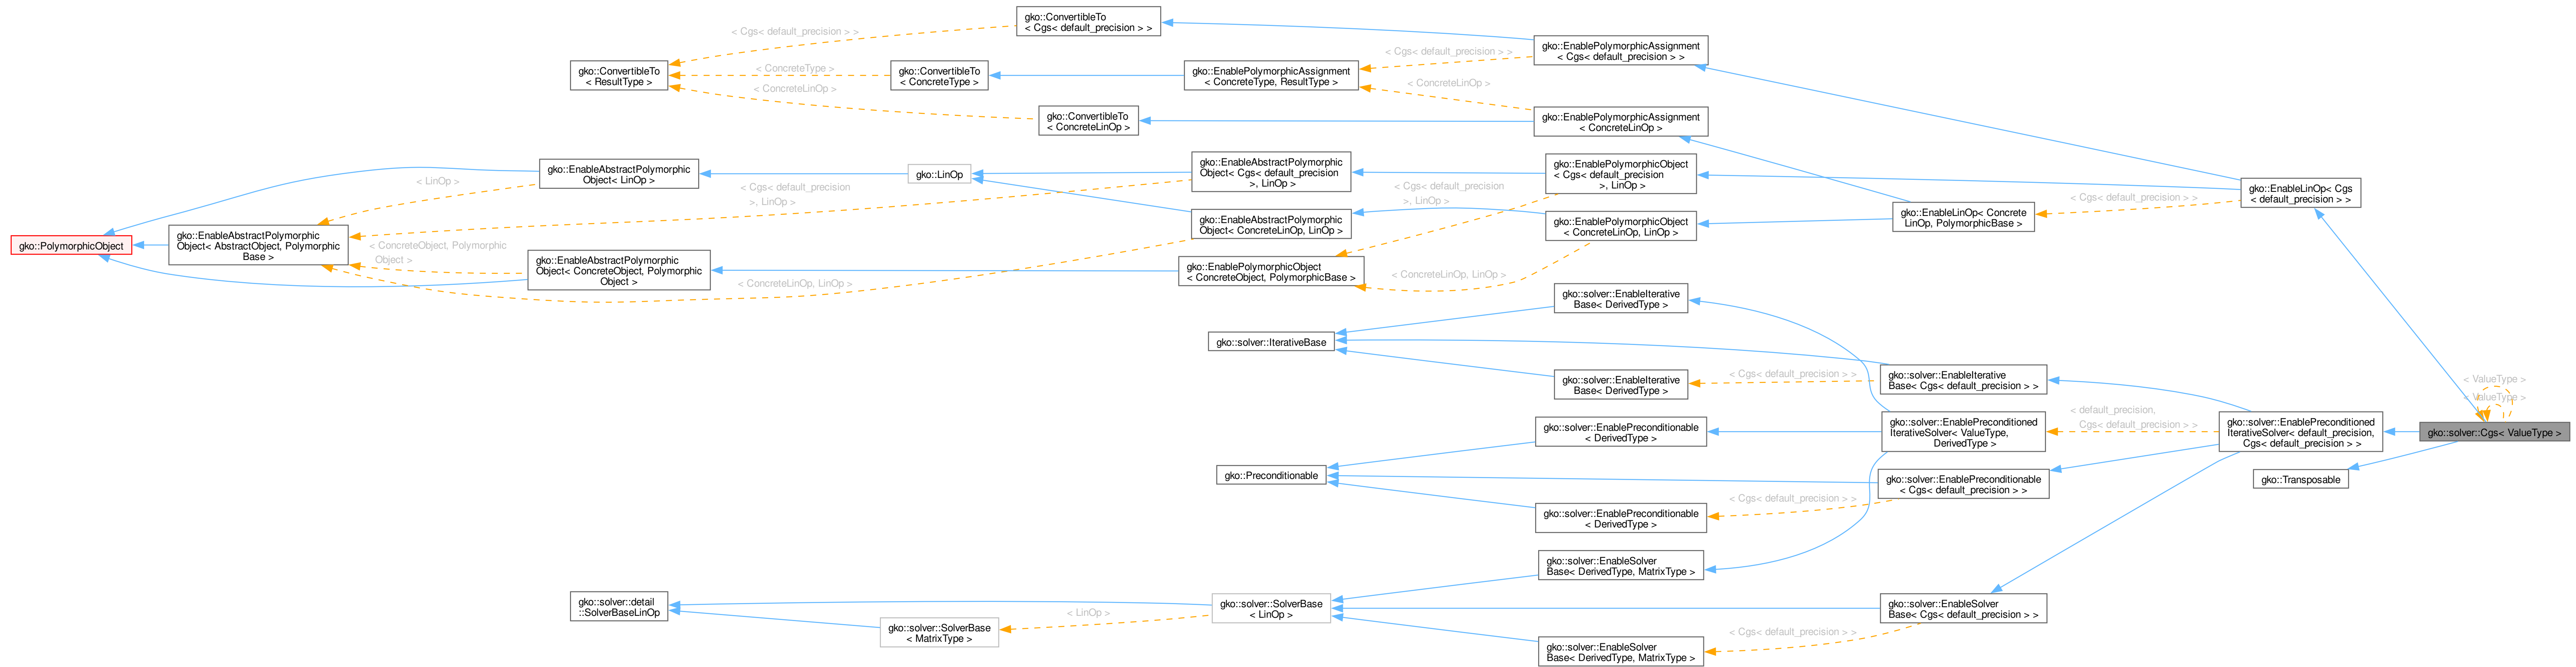 gko::ConvertibleTo
< Cgs< default_precision > >
< Cgs< default_precision > >
gko::EnablePolymorphicAssignment
< Cgs< default_precision > >
< Cgs< default_precision > >
gko::ConvertibleTo
< ResultType >
< ConcreteType >
gko::ConvertibleTo
< ConcreteType >
gko::EnablePolymorphicAssignment
< ConcreteType, ResultType >
< ConcreteLinOp >
< ConcreteLinOp >
gko::ConvertibleTo
< ConcreteLinOp >
gko::EnablePolymorphicAssignment
< ConcreteLinOp >
gko::EnableAbstractPolymorphic
Object< LinOp >
gko::LinOp
gko::EnableAbstractPolymorphic
Object< Cgs< default_precision
>, LinOp >
gko::EnablePolymorphicObject
< Cgs< default_precision
>, LinOp >
< LinOp >
< Cgs< default_precision
>, LinOp >
< Cgs< default_precision
>, LinOp >
gko::EnableLinOp< Cgs
< default_precision > >
< Cgs< default_precision > >
gko::EnableLinOp< Concrete
LinOp, PolymorphicBase >
gko::EnableAbstractPolymorphic
Object< ConcreteLinOp, LinOp >
gko::EnablePolymorphicObject
< ConcreteLinOp, LinOp >
gko::PolymorphicObject
gko::EnableAbstractPolymorphic
Object< AbstractObject, Polymorphic
Base >
< ConcreteObject, Polymorphic
Object >
gko::EnableAbstractPolymorphic
Object< ConcreteObject, Polymorphic
Object >
< ConcreteLinOp, LinOp >
gko::EnablePolymorphicObject
< ConcreteObject, PolymorphicBase >
< ConcreteLinOp, LinOp >
gko::solver::EnableIterative
Base< DerivedType >
gko::solver::IterativeBase
gko::solver::EnableIterative
Base< DerivedType >
< Cgs< default_precision > >
gko::solver::EnableIterative
Base< Cgs< default_precision > >
< ValueType >
< ValueType >
gko::solver::EnablePreconditionable
< DerivedType >
gko::solver::EnablePreconditioned
IterativeSolver< ValueType,
DerivedType >
< default_precision,
Cgs< default_precision > >
gko::solver::EnablePreconditioned
IterativeSolver< default_precision,
Cgs< default_precision > >
gko::solver::Cgs< ValueType >
gko::Preconditionable
gko::solver::EnablePreconditionable
< Cgs< default_precision > >
gko::Transposable
< Cgs< default_precision > >
gko::solver::EnablePreconditionable
< DerivedType >
gko::solver::EnableSolver
Base< DerivedType, MatrixType >
gko::solver::detail
::SolverBaseLinOp
gko::solver::SolverBase
< LinOp >
gko::solver::EnableSolver
Base< Cgs< default_precision > >
< LinOp >
gko::solver::SolverBase
< MatrixType >
< Cgs< default_precision > >
gko::solver::EnableSolver
Base< DerivedType, MatrixType >